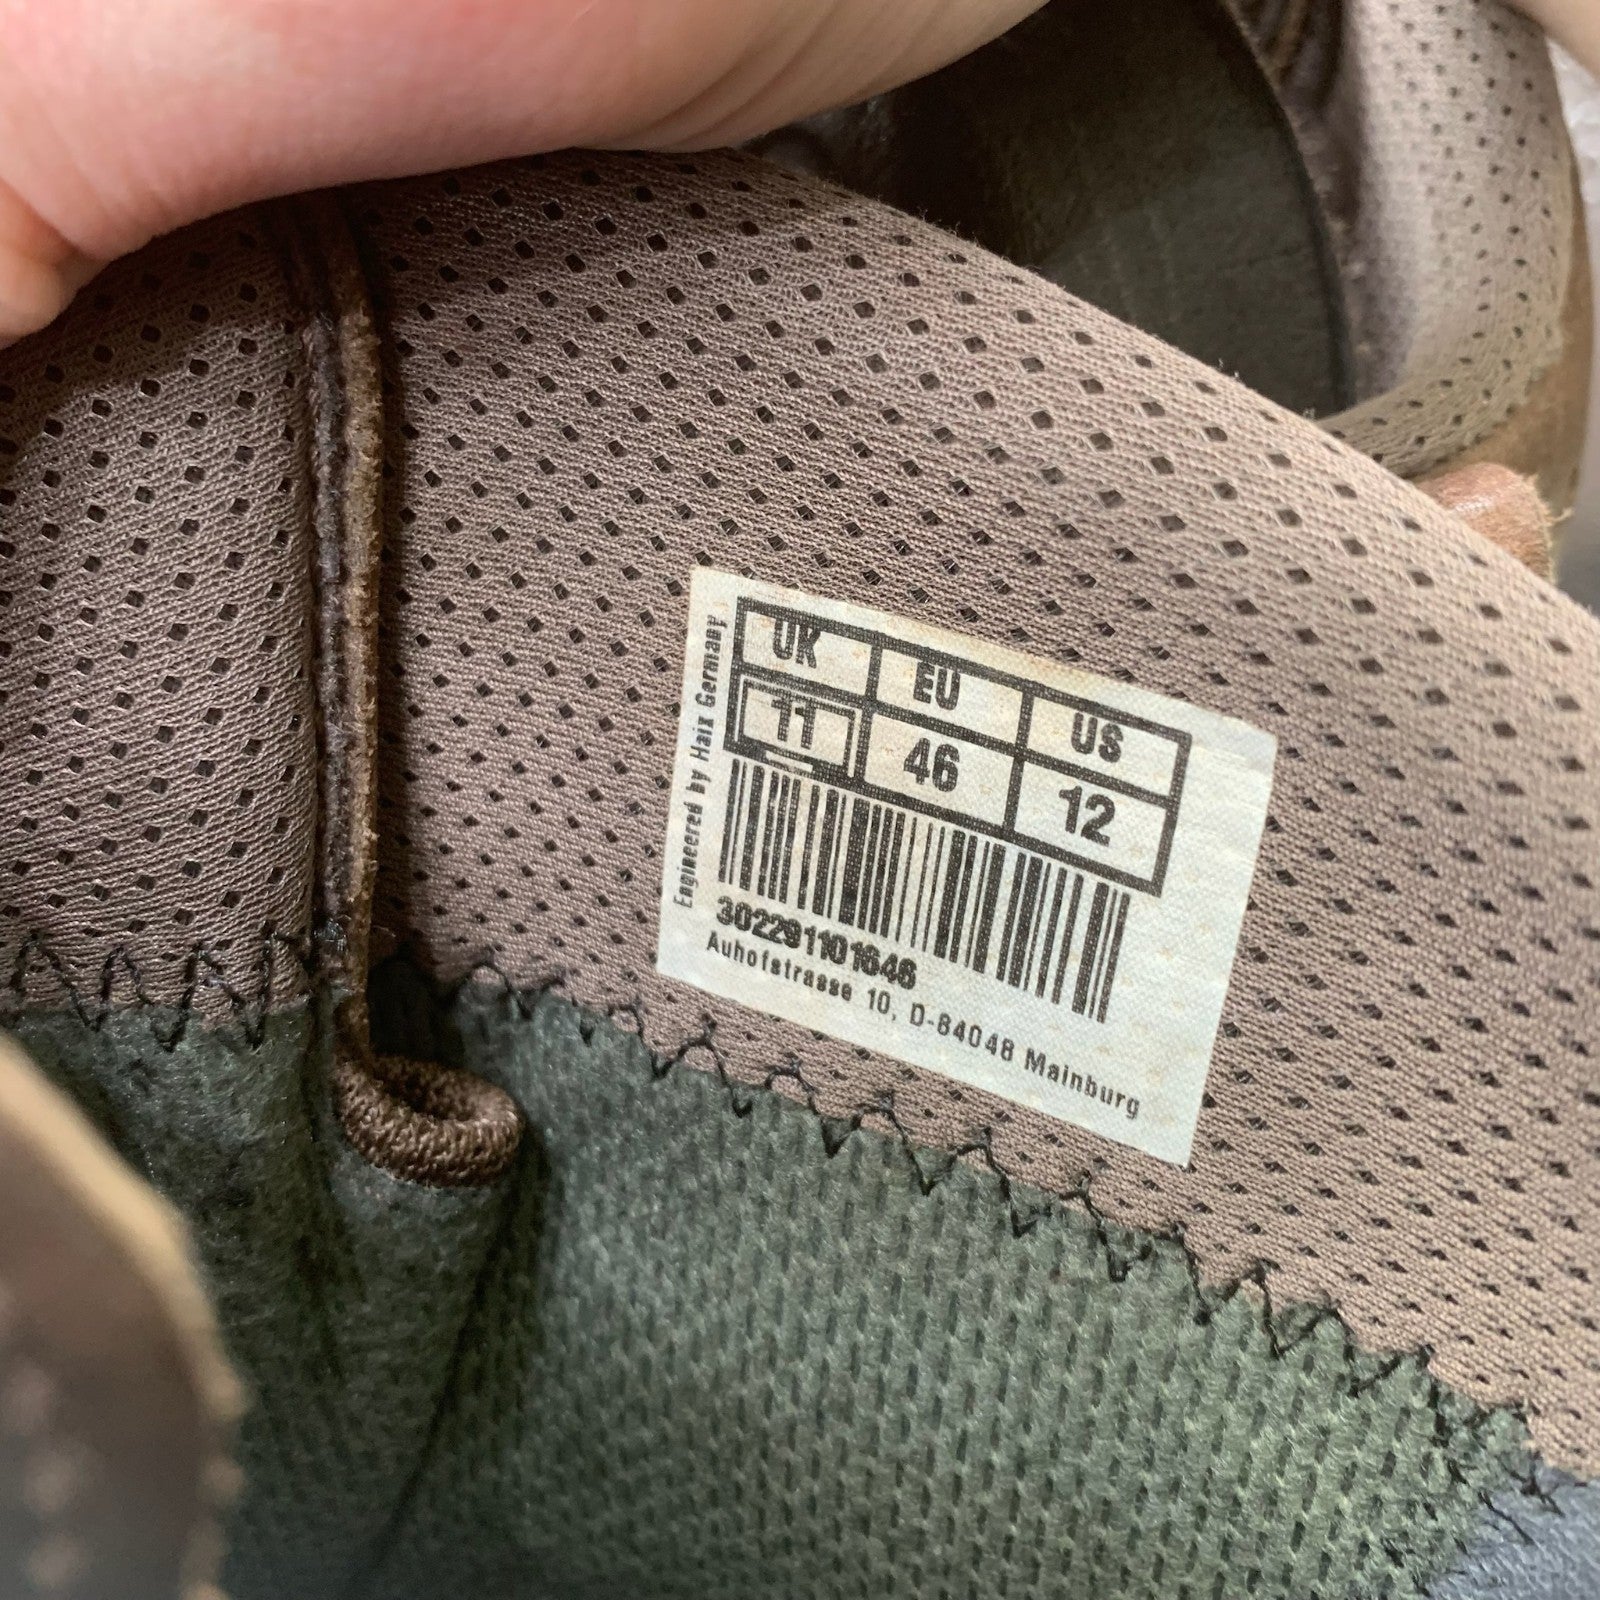 Engineered by Haix Germany
UK EU US
11 46 12
302291101646
Auhofstrasse 10, D-84048 Mainburg